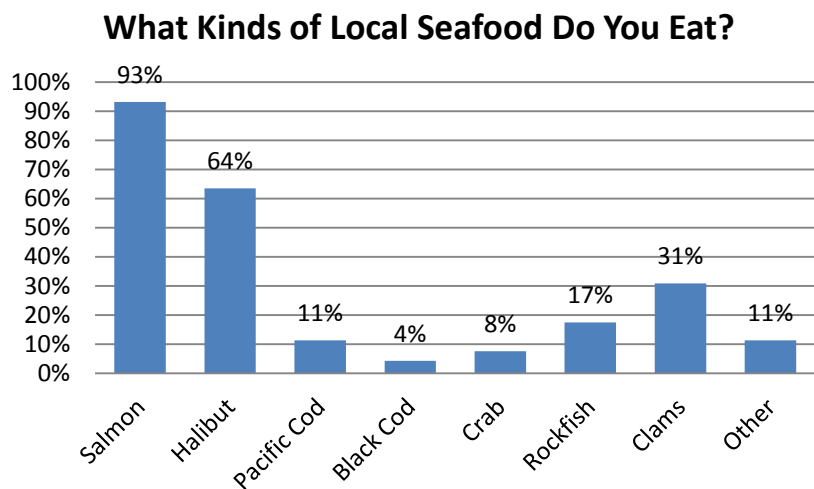 What Kinds of Local Seafood Do You Eat?
100%
90%
80%
70%
60%
50%
40%
30%
20%
10%
0%
93%
64%
11%
4%
8%
17%
31%
11%
Salmon
Halibut
Pacific Cod
Black Cod
Crab
Rockfish
Clams
Other